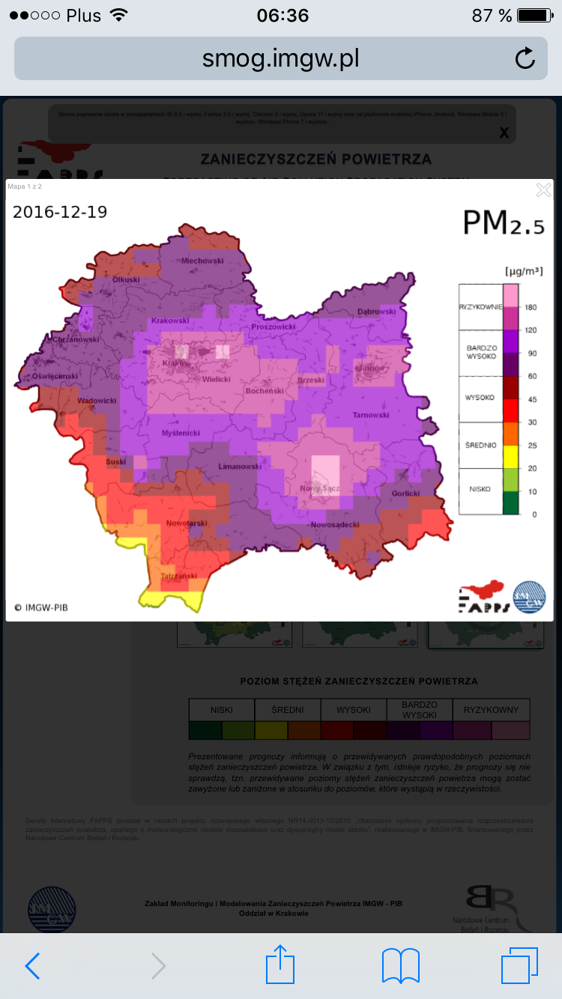 Plus 06:36 87 %
smog.imgw.pl
Strona poprawnie działa w przeglądarkach IE 8.0 i wyżej, Firefox 3.6 i wyżej, Chrome 9 i wyżej, Opera 11 i wyżej oraz na platformie mobilnej iPhone, Android, Windows Mobile 6 i
wyższe, Windows Phone 7 i wyższe.
X
ZANIECZYSZCZEŃ POWIETRZA
Mapa 1 z 2
2016-12-19
PM₂.₅
[µg/m³]
Miechowski
Olkuski
Dąbrowski
Krakowski
Proszowicki
Chrzanowski
Kraków
Tarnów
Oświęcimski
Wielicki
Brzeski
Bocheński
Wadowicki
Tarnowski
Myślenicki
Suski
Limanowski
Nowy Sącz
Gorlicki
Nowotarski
Nowosądecki
Tatrzański
RYZYKOWNIE
180
120
BARDZO
WYSOKO
90
60
WYSOKO
45
30
ŚREDNIO
25
20
NISKO
10
0
© IMGW-PIB
FAPPS
IMGW
POZIOM STĘŻEŃ ZANIECZYSZCZEŃ POWIETRZA
NISKI ŚREDNI WYSOKI BARDZO WYSOKI RYZYKOWNY
Prezentowane prognozy informują o przewidywanych prawdopodobnych poziomach
stężeń zanieczyszczeń powietrza. W związku z tym, istnieje ryzyko, że prognozy się nie
sprawdzą, tzn. przewidywane poziomy stężeń zanieczyszczeń powietrza mogą zostać
zawyżone lub zaniżone w stosunku do poziomów, które wystąpią w rzeczywistości.
Serwis internetowy FAPPS powstał w ramach projektu rozwojowego własnego NR14-0013-10/2010 „Utworzenie systemu prognozowania rozprzestrzeniania
zanieczyszczeń powietrza, opartego o meteorologiczne modele mezoskalowe oraz dyspersyjny model obłoku", realizowanego w IMGW-PIB, finansowanego przez
Narodowe Centrum Badań i Rozwoju.
IMGW
Zakład Monitoringu i Modelowania Zanieczyszczeń Powietrza IMGW - PIB
Oddział w Krakowie
BR
Narodowe Centrum
Badań i Rozwoju